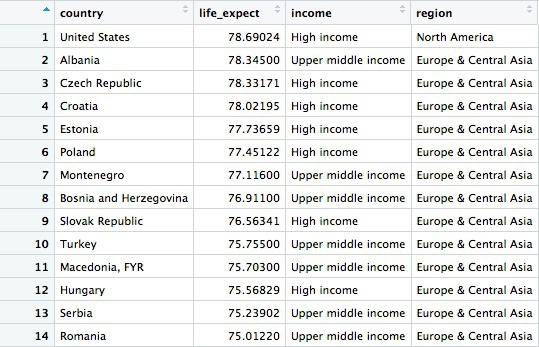 country life_expect income region
1 United States 78.69024 High income North America
2 Albania 78.34500 Upper middle income Europe & Central Asia
3 Czech Republic 78.33171 High income Europe & Central Asia
4 Croatia 78.02195 High income Europe & Central Asia
5 Estonia 77.73659 High income Europe & Central Asia
6 Poland 77.45122 High income Europe & Central Asia
7 Montenegro 77.11600 Upper middle income Europe & Central Asia
8 Bosnia and Herzegovina 76.91100 Upper middle income Europe & Central Asia
9 Slovak Republic 76.56341 High income Europe & Central Asia
10 Turkey 75.75500 Upper middle income Europe & Central Asia
11 Macedonia, FYR 75.70300 Upper middle income Europe & Central Asia
12 Hungary 75.56829 High income Europe & Central Asia
13 Serbia 75.23902 Upper middle income Europe & Central Asia
14 Romania 75.01220 Upper middle income Europe & Central Asia